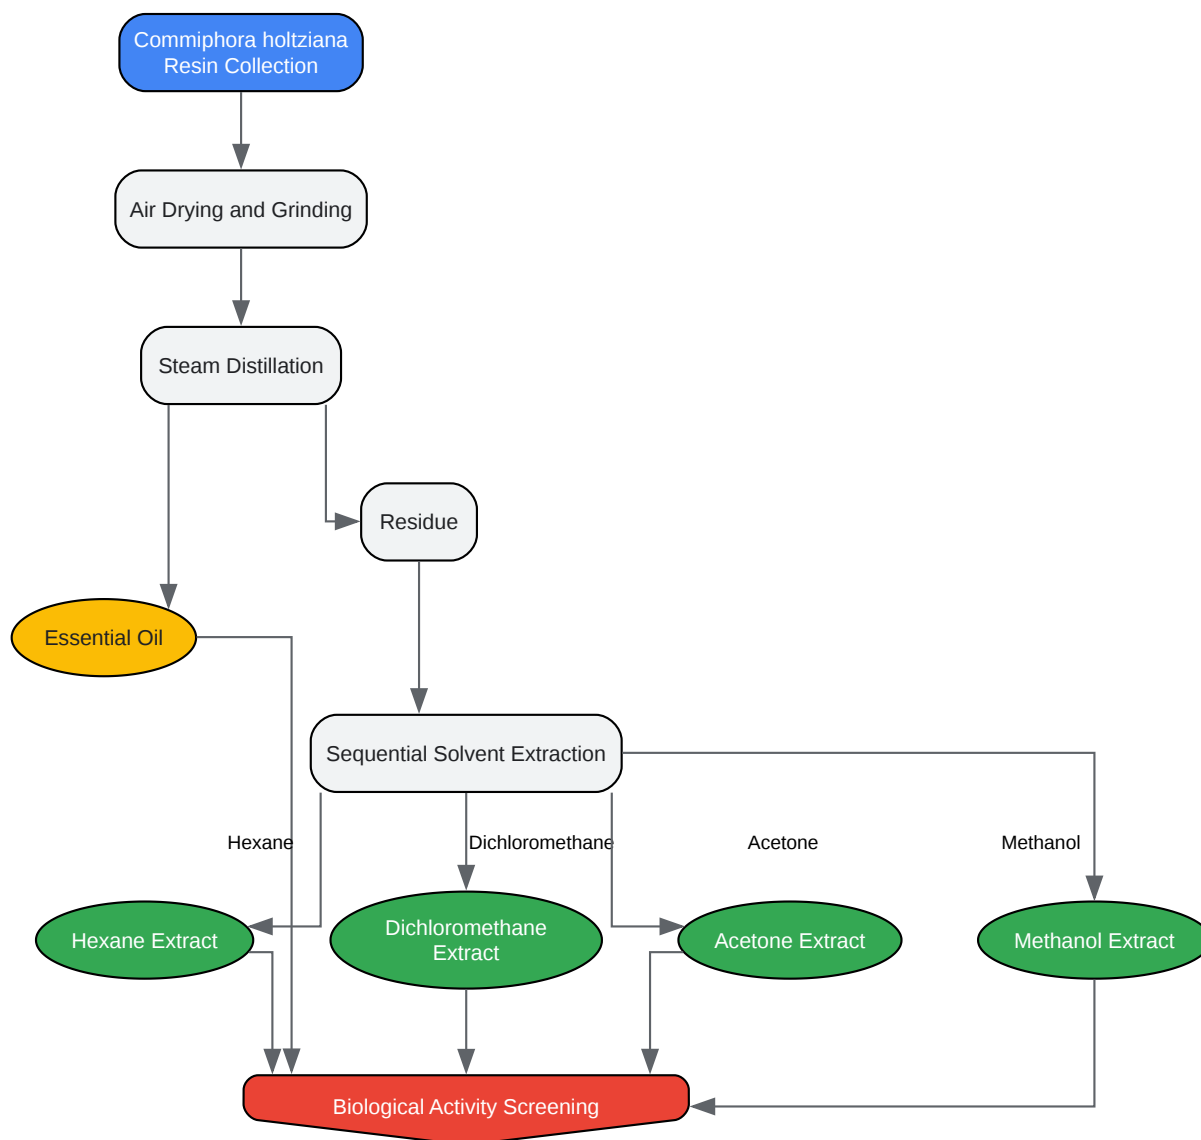 Commiphora holtziana
Resin Collection
Air Drying and Grinding
Steam Distillation
Residue
Essential Oil
Sequential Solvent Extraction
Hexane
Dichloromethane
Acetone
Methanol
Hexane Extract
Dichloromethane
Extract
Acetone Extract
Methanol Extract
Biological Activity Screening